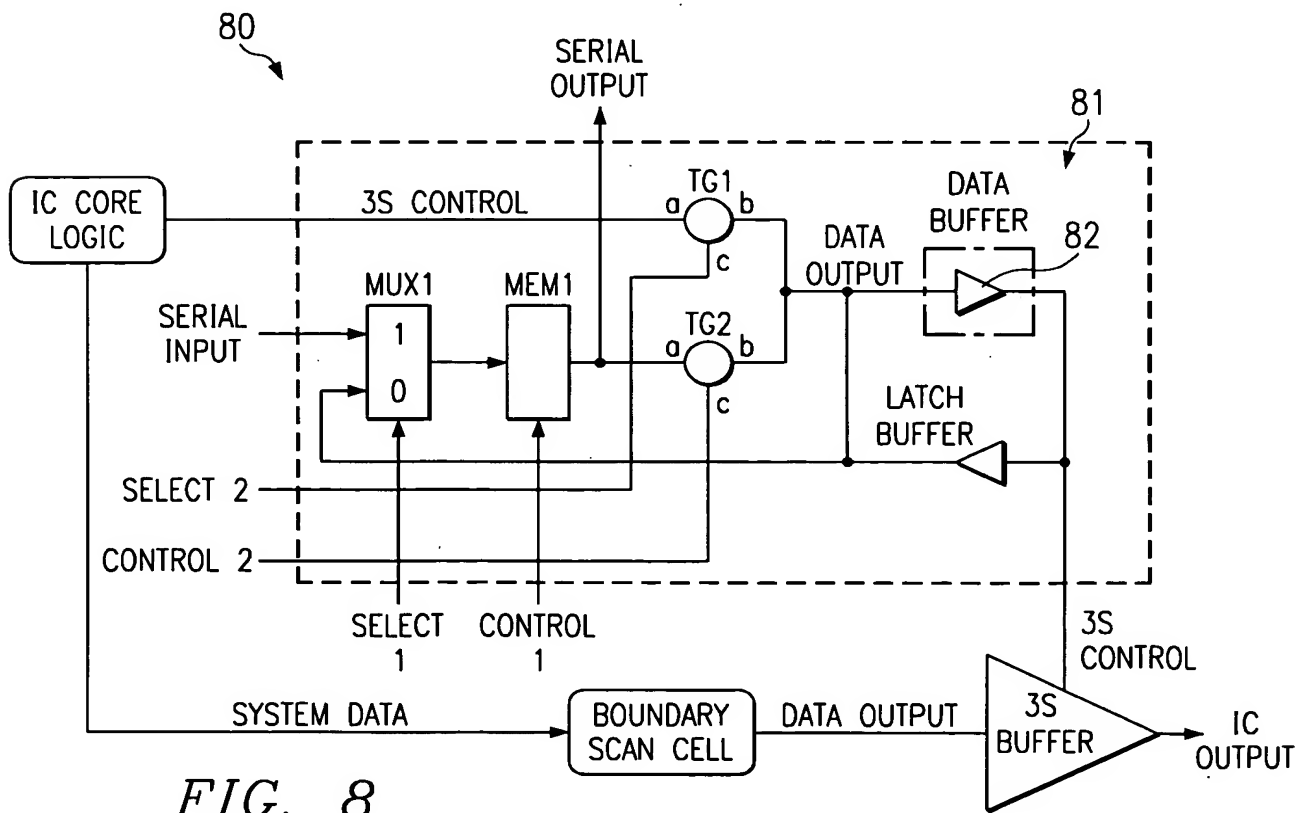 80
SERIAL
OUTPUT
81
IC CORE
LOGIC
3S CONTROL
a
TG1
b
c
DATA
BUFFER
82
DATA
OUTPUT
MUX1
MEM1
SERIAL
INPUT
1
0
a
TG2
b
c
LATCH
BUFFER
SELECT 2
CONTROL 2
SELECT
1
CONTROL
1
3S
CONTROL
SYSTEM DATA
BOUNDARY
SCAN CELL
DATA OUTPUT
3S
BUFFER
IC
OUTPUT
FIG. 8